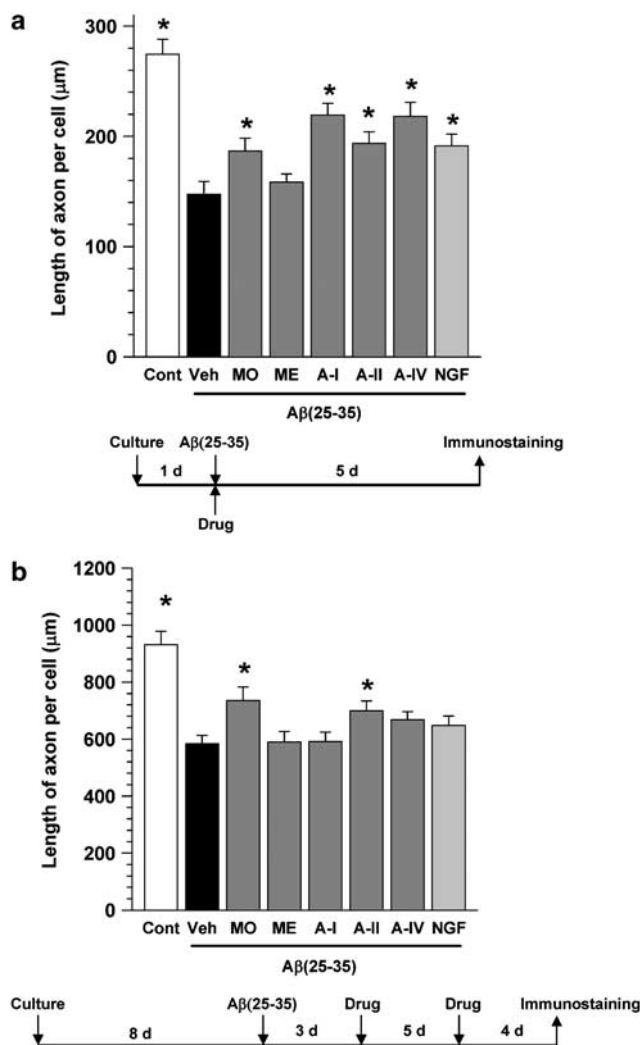 a
Length of axon per cell (μm)
300
200
100
0
*
*
*
*
*
*
Cont Veh MO ME A-I A-II A-IV NGF
Aβ(25-35)
Culture Aβ(25-35) Immunostaining
1 d 5 d
Drug
b
Length of axon per cell (μm)
1200
1000
800
600
400
200
0
*
*
*
Cont Veh MO ME A-I A-II A-IV NGF
Aβ(25-35)
Culture Aβ(25-35) Drug Drug Immunostaining
8 d 3 d 5 d 4 d